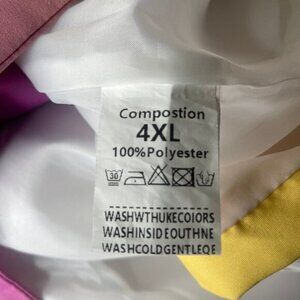 Compostion
4XL
100%Polyester
30
WASHWTHUKECOIORS
WASHINSIDEOUTHNE
WASHCOLDGENTLEQE